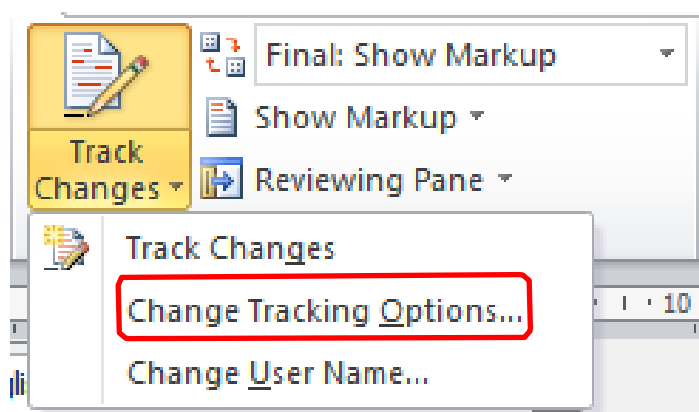 Final: Show Markup
Show Markup
Track
Changes
Reviewing Pane
Track Changes
Change Tracking Options...
10
Change User Name...